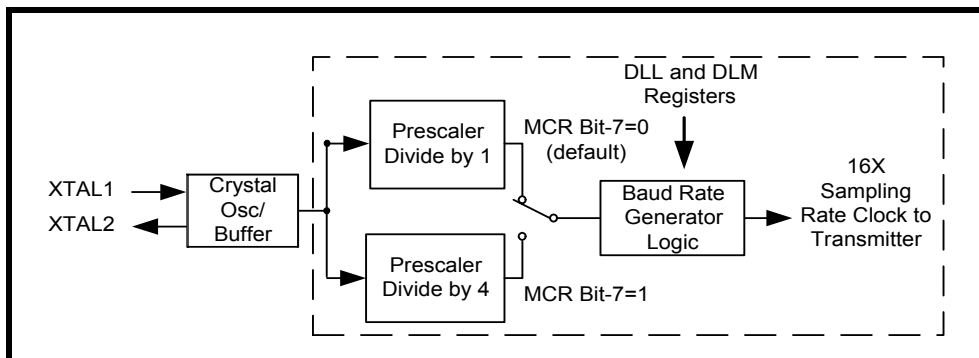 DLL and DLM
Registers
Prescaler
Divide by 1
MCR Bit-7=0
(default)
XTAL1
XTAL2
Crystal
Osc/
Buffer
Baud Rate
Generator
Logic
16X
Sampling
Rate Clock to
Transmitter
Prescaler
Divide by 4
MCR Bit-7=1